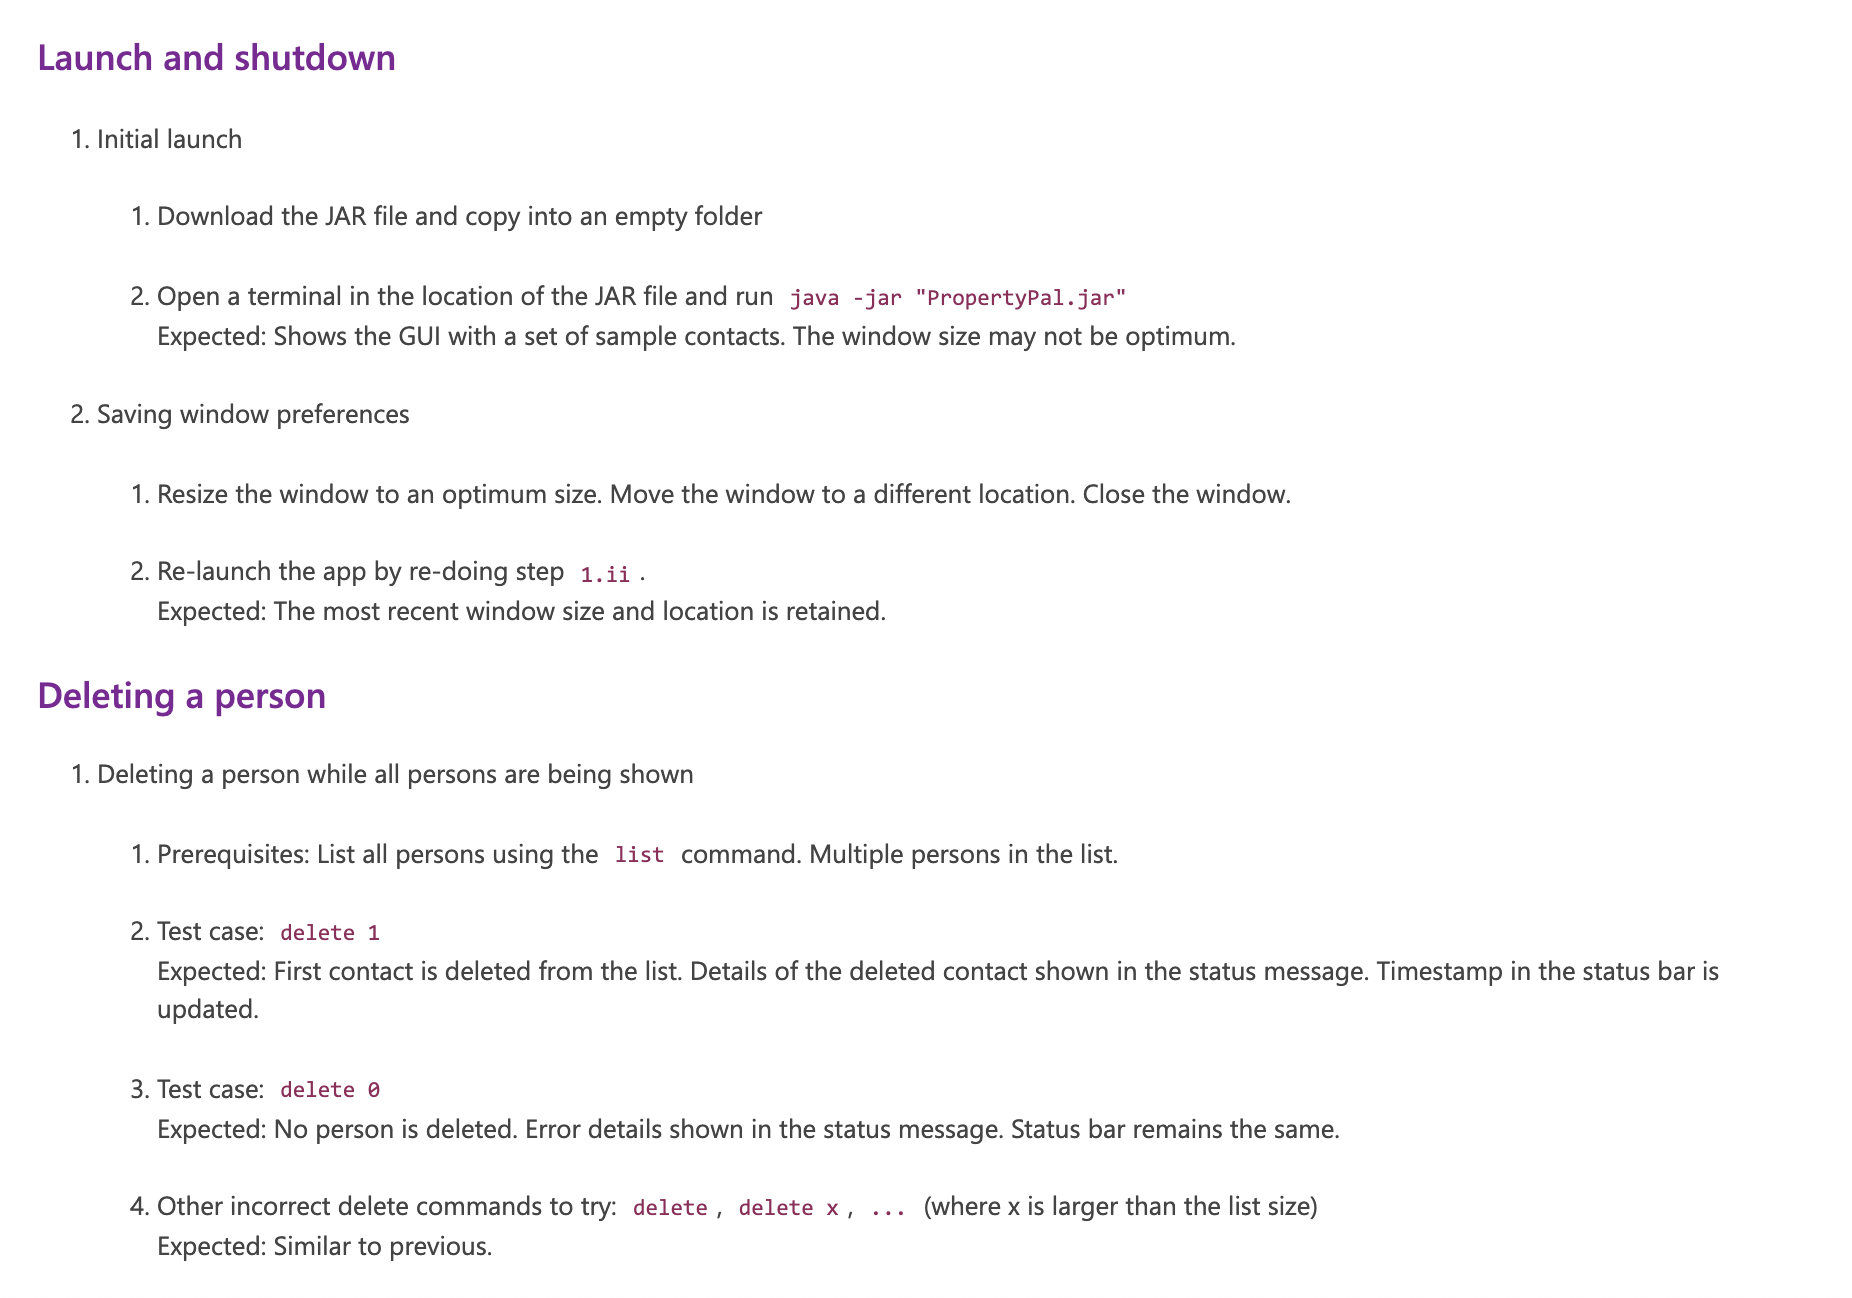 Launch and shutdown
1. Initial launch
1. Download the JAR file and copy into an empty folder
2. Open a terminal in the location of the JAR file and run java -jar "PropertyPal.jar"
Expected: Shows the GUI with a set of sample contacts. The window size may not be optimum.
2. Saving window preferences
1. Resize the window to an optimum size. Move the window to a different location. Close the window.
2. Re-launch the app by re-doing step 1.ii .
Expected: The most recent window size and location is retained.
Deleting a person
1. Deleting a person while all persons are being shown
1. Prerequisites: List all persons using the list command. Multiple persons in the list.
2. Test case: delete 1
Expected: First contact is deleted from the list. Details of the deleted contact shown in the status message. Timestamp in the status bar is
updated.
3. Test case: delete 0
Expected: No person is deleted. Error details shown in the status message. Status bar remains the same.
4. Other incorrect delete commands to try: delete , delete x , ... (where x is larger than the list size)
Expected: Similar to previous.